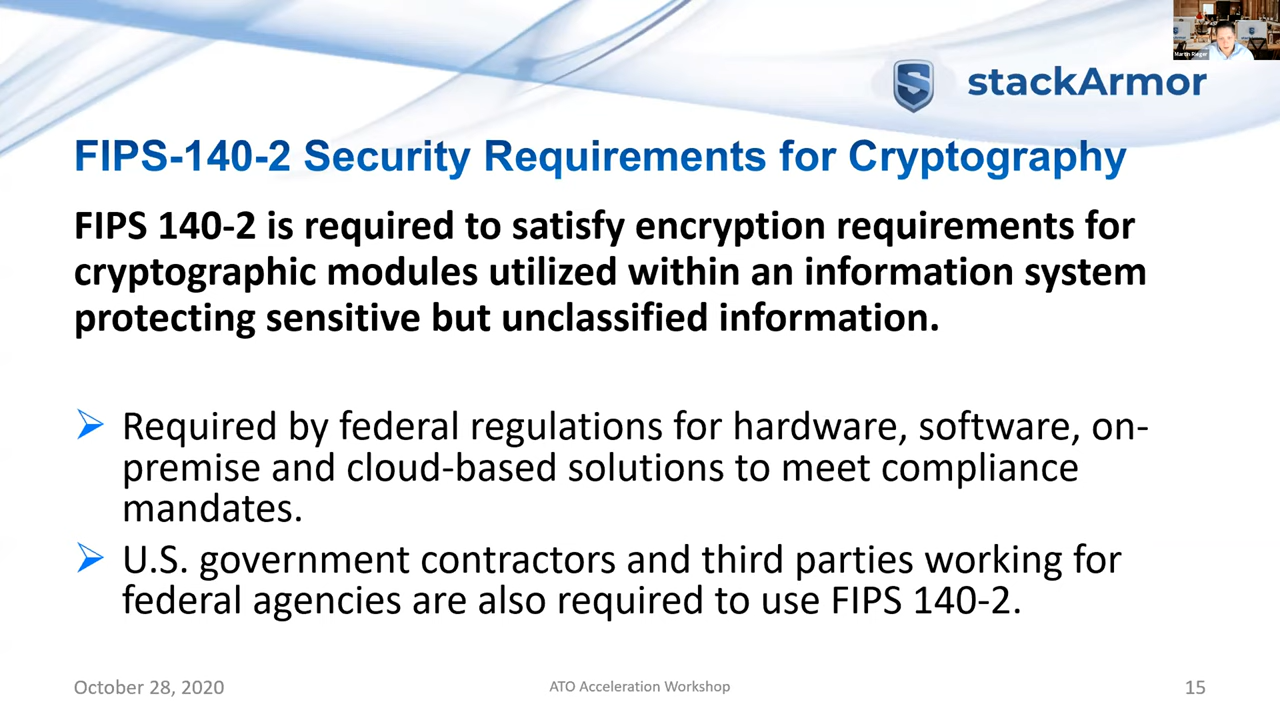 Martin Rieger
stackArmor
FIPS-140-2 Security Requirements for Cryptography
FIPS 140-2 is required to satisfy encryption requirements for
cryptographic modules utilized within an information system
protecting sensitive but unclassified information.
Required by federal regulations for hardware, software, on-
premise and cloud-based solutions to meet compliance
mandates.
U.S. government contractors and third parties working for
federal agencies are also required to use FIPS 140-2.
October 28, 2020
ATO Acceleration Workshop
15